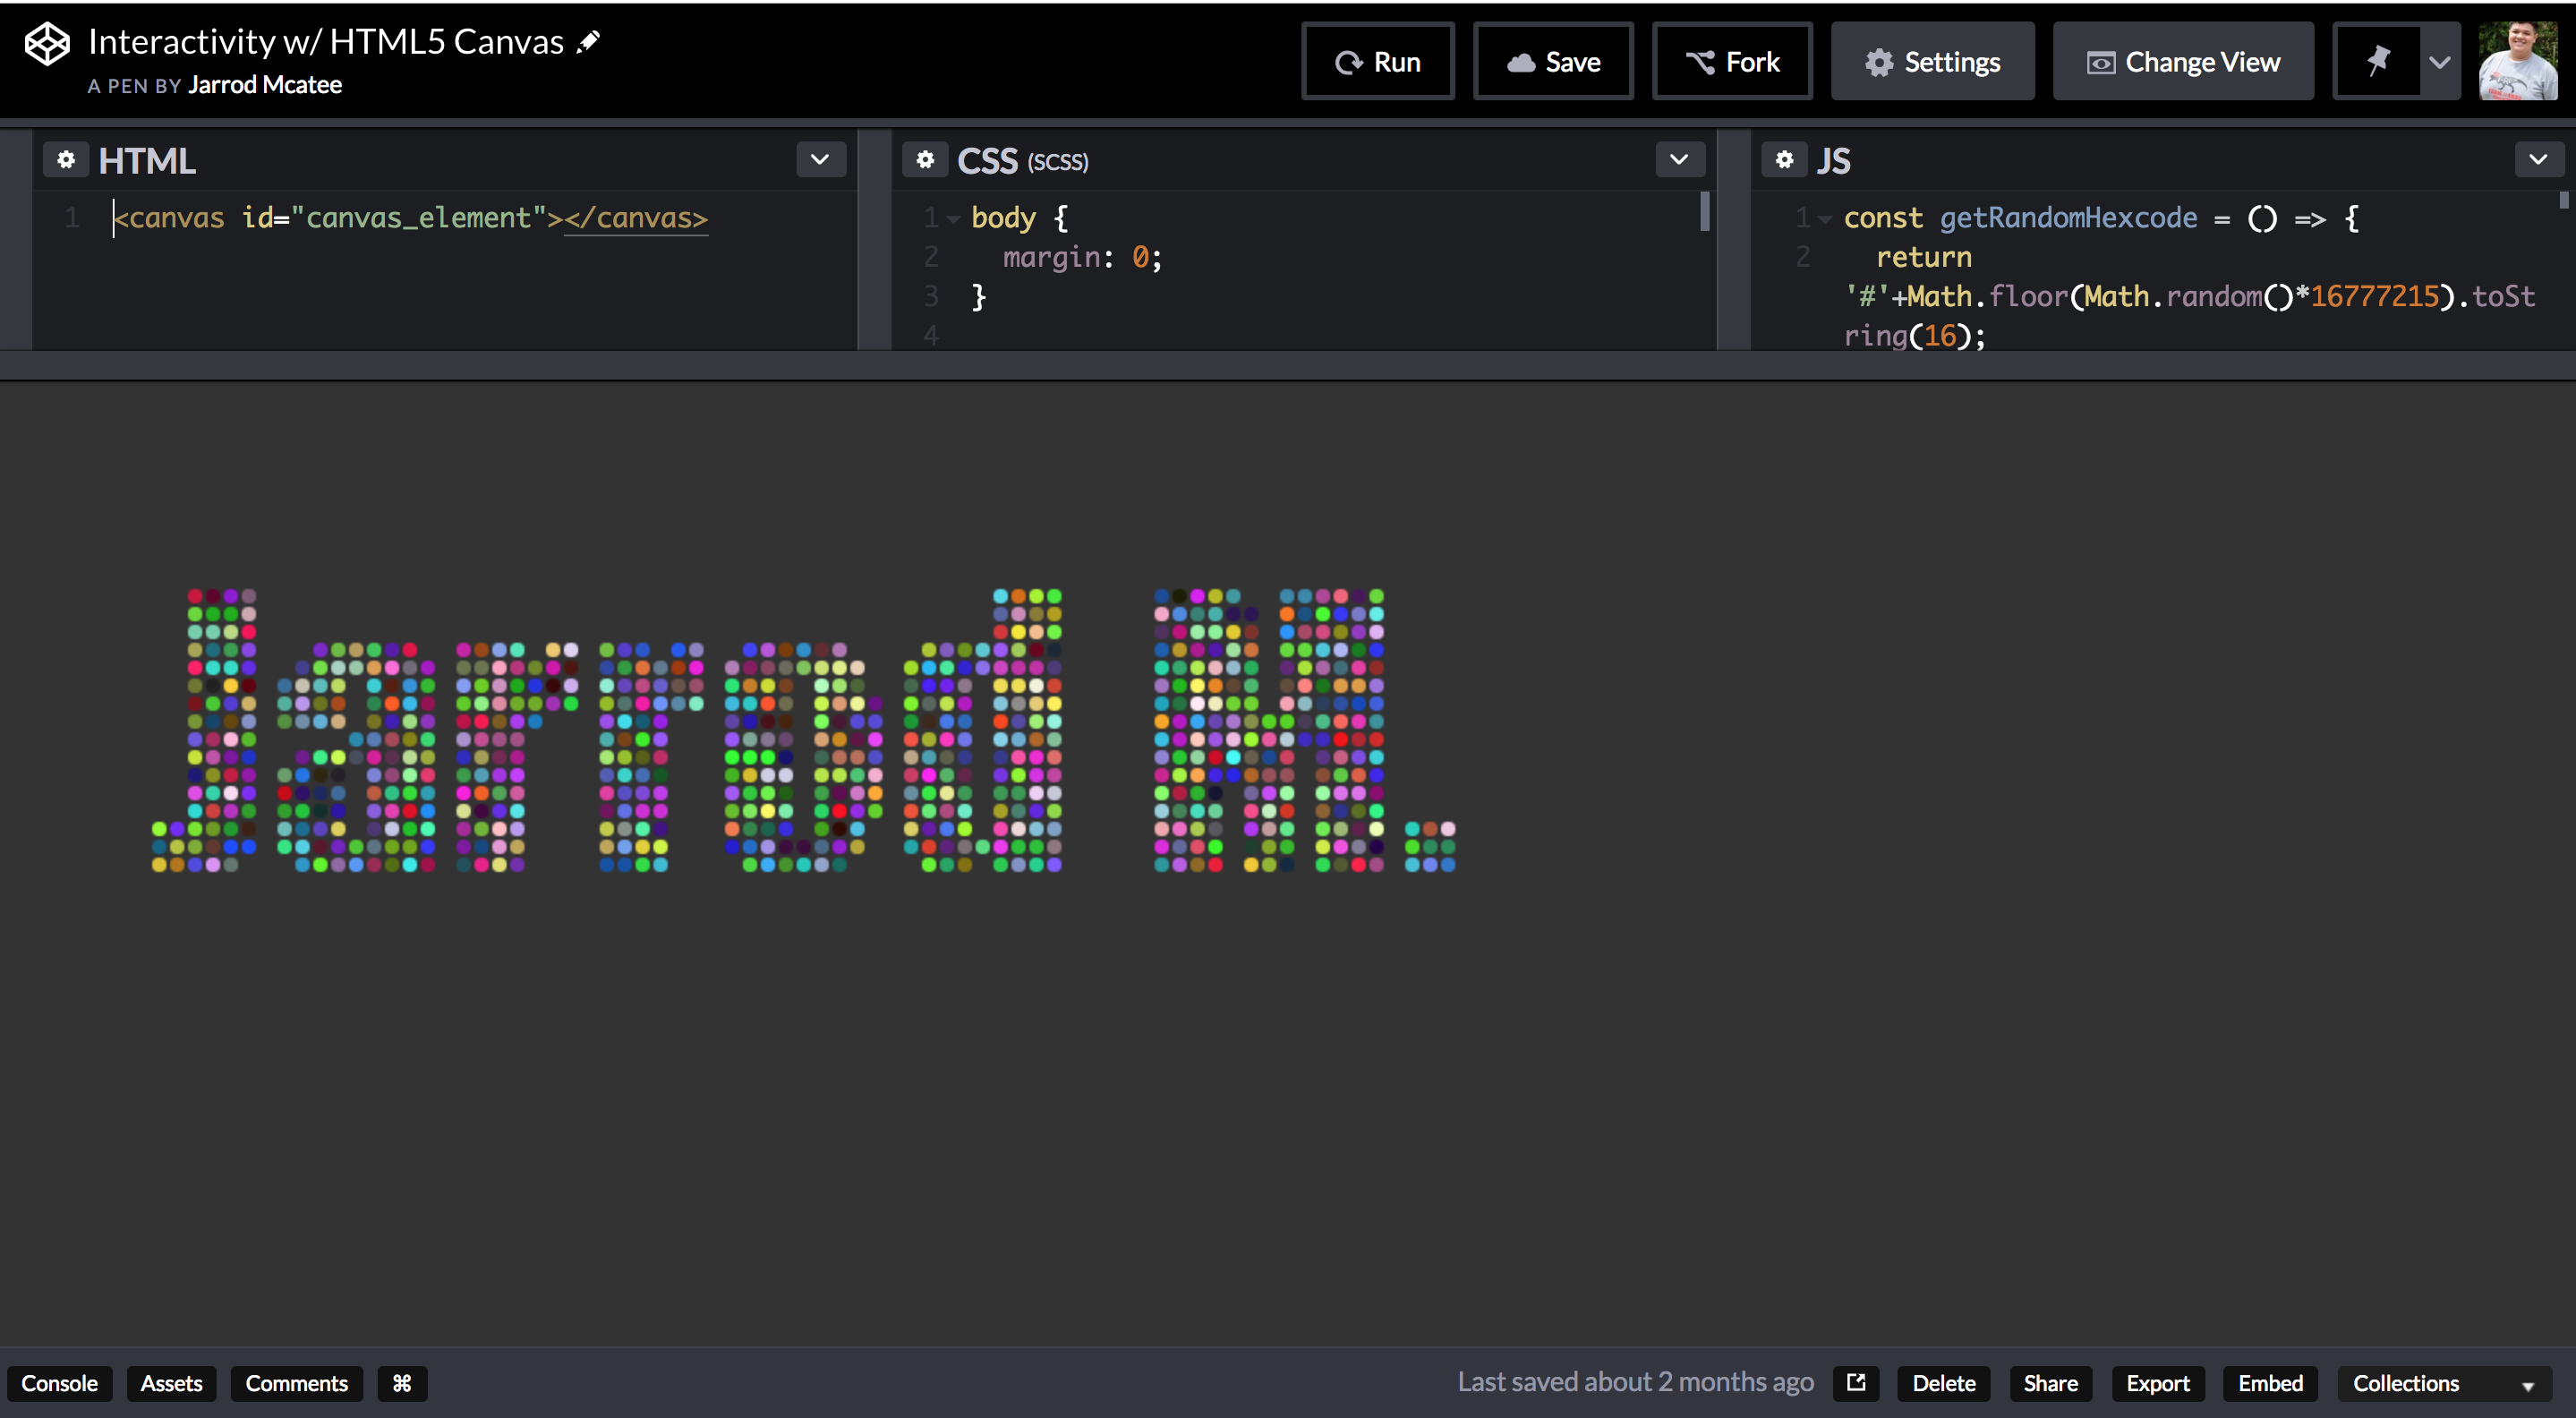 Interactivity w/ HTML5 Canvas
A PEN BY Jarrod Mcatee
Run
Save
Fork
Settings
Change View
HTML
1 <canvas id="canvas_element"></canvas>
CSS (SCSS)
1 body {
2 margin: 0;
3 }
4
JS
1 const getRandomHexcode = () => {
2 return
'#'+Math.floor(Math.random()*16777215).toSt
ring(16);
Jarrod M.
Console
Assets
Comments
⌘
Last saved about 2 months ago
Delete
Share
Export
Embed
Collections